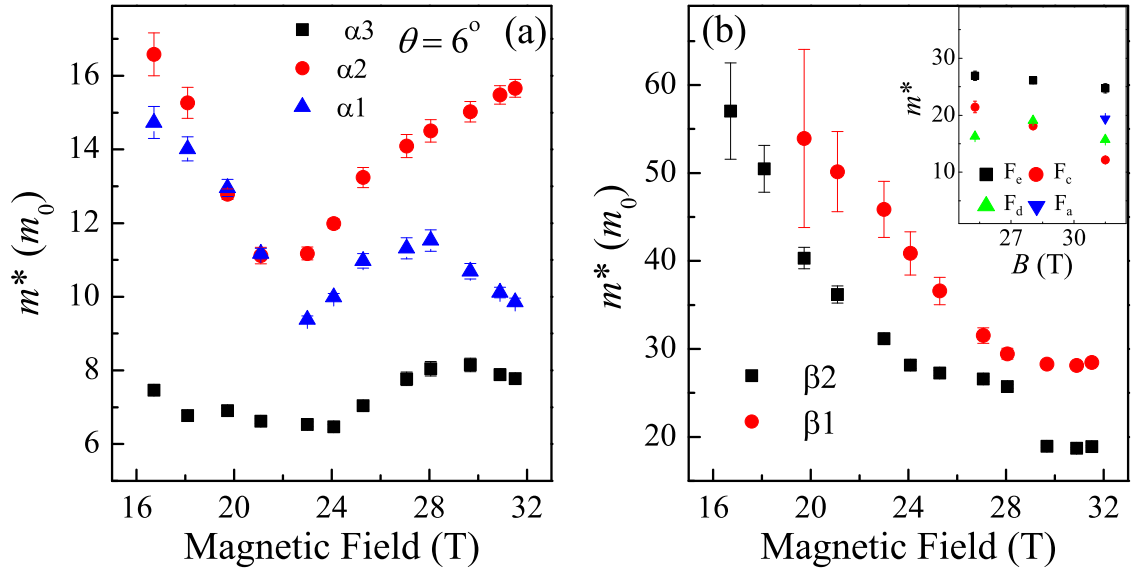 (a)
θ = 6°
α3
α2
α1
16
14
12
10
8
6
m* (m0)
16
20
24
28
32
Magnetic Field (T)
(b)
60
50
40
30
20
m* (m0)
β2
β1
16
20
24
28
32
Magnetic Field (T)
30
20
10
m*
Fe
Fc
Fd
Fa
27
30
B (T)